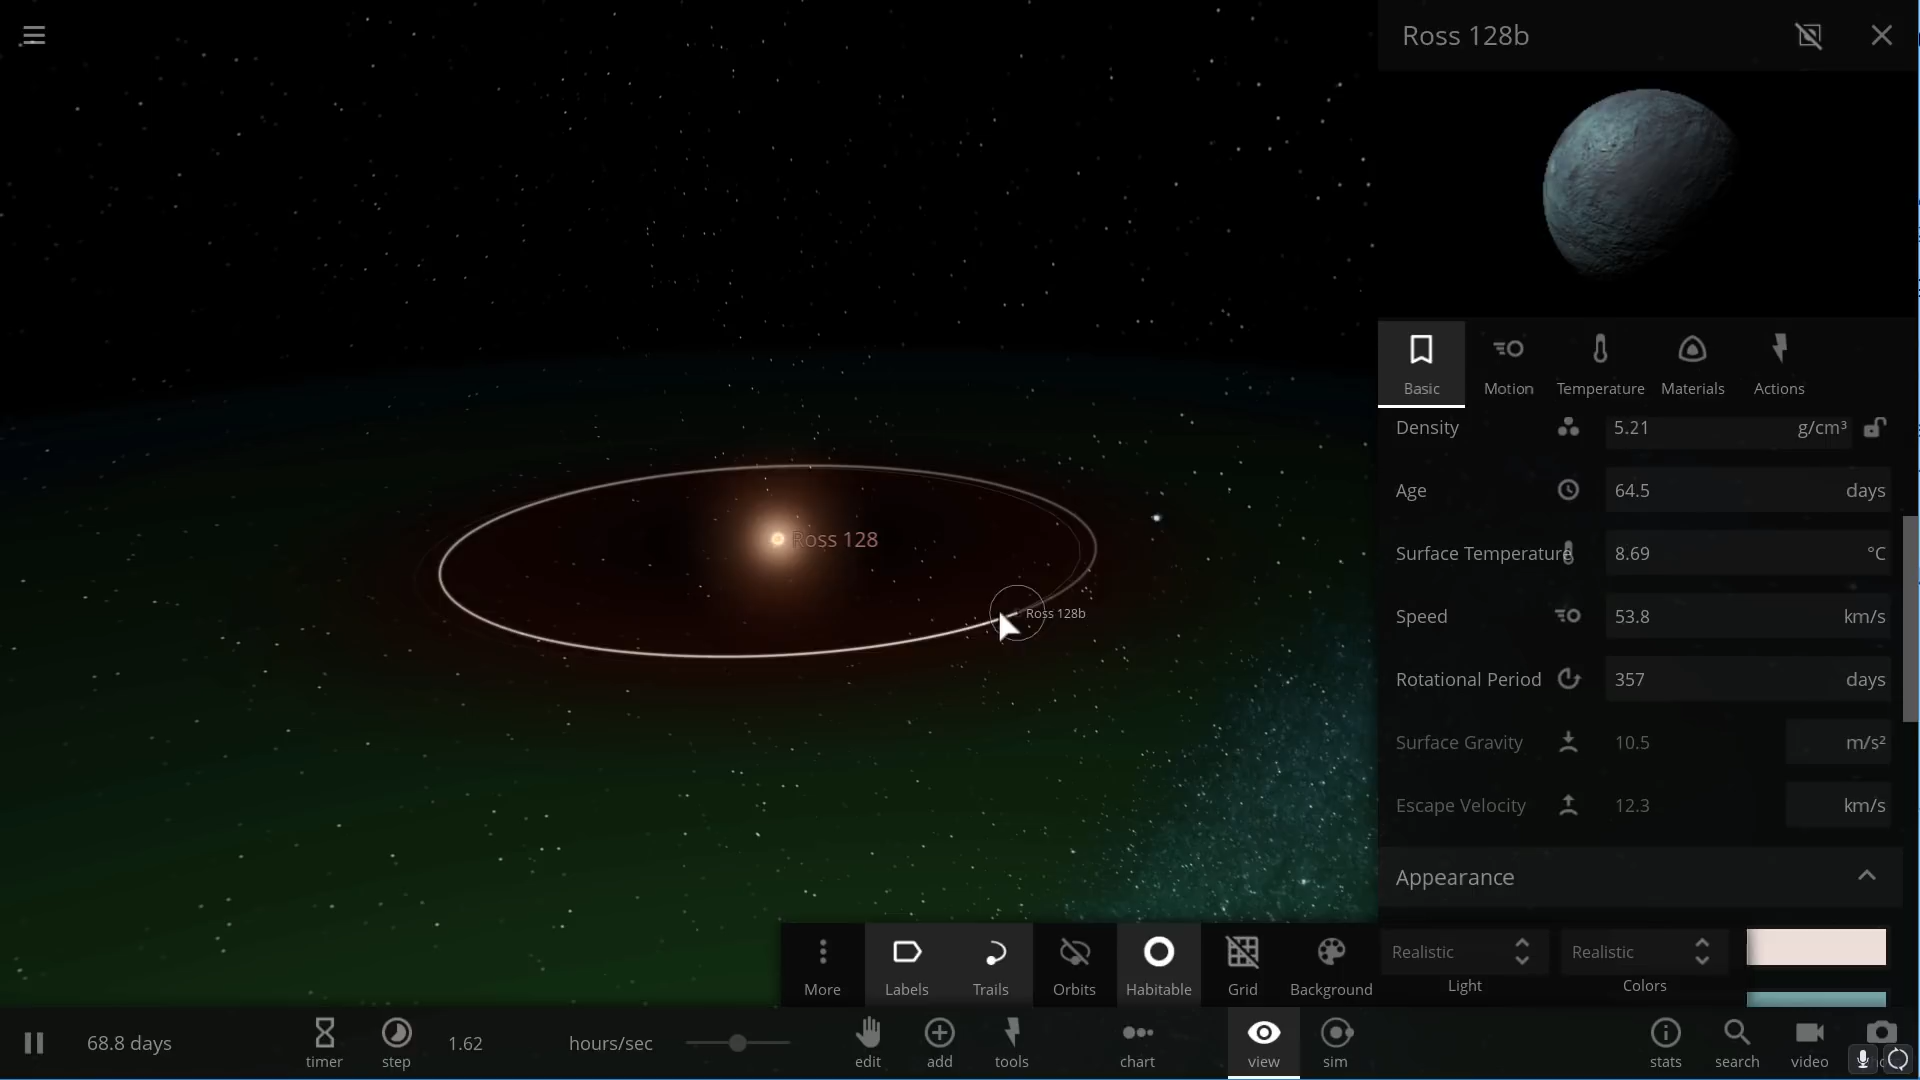 Ross 128b
Basic
Motion
Temperature
Materials
Actions
Density 5.21 g/cm³
Age 64.5 days
Surface Temperature 8.69 °C
Speed 53.8 km/s
Rotational Period 357 days
Surface Gravity 10.5 m/s²
Escape Velocity 12.3 km/s
Appearance
Realistic
Light
Realistic
Colors
Ross 128
Ross 128b
More
Labels
Trails
Orbits
Habitable
Grid
Background
68.8 days
timer
step
1.62 hours/sec
edit
add
tools
chart
view
sim
stats
search
video